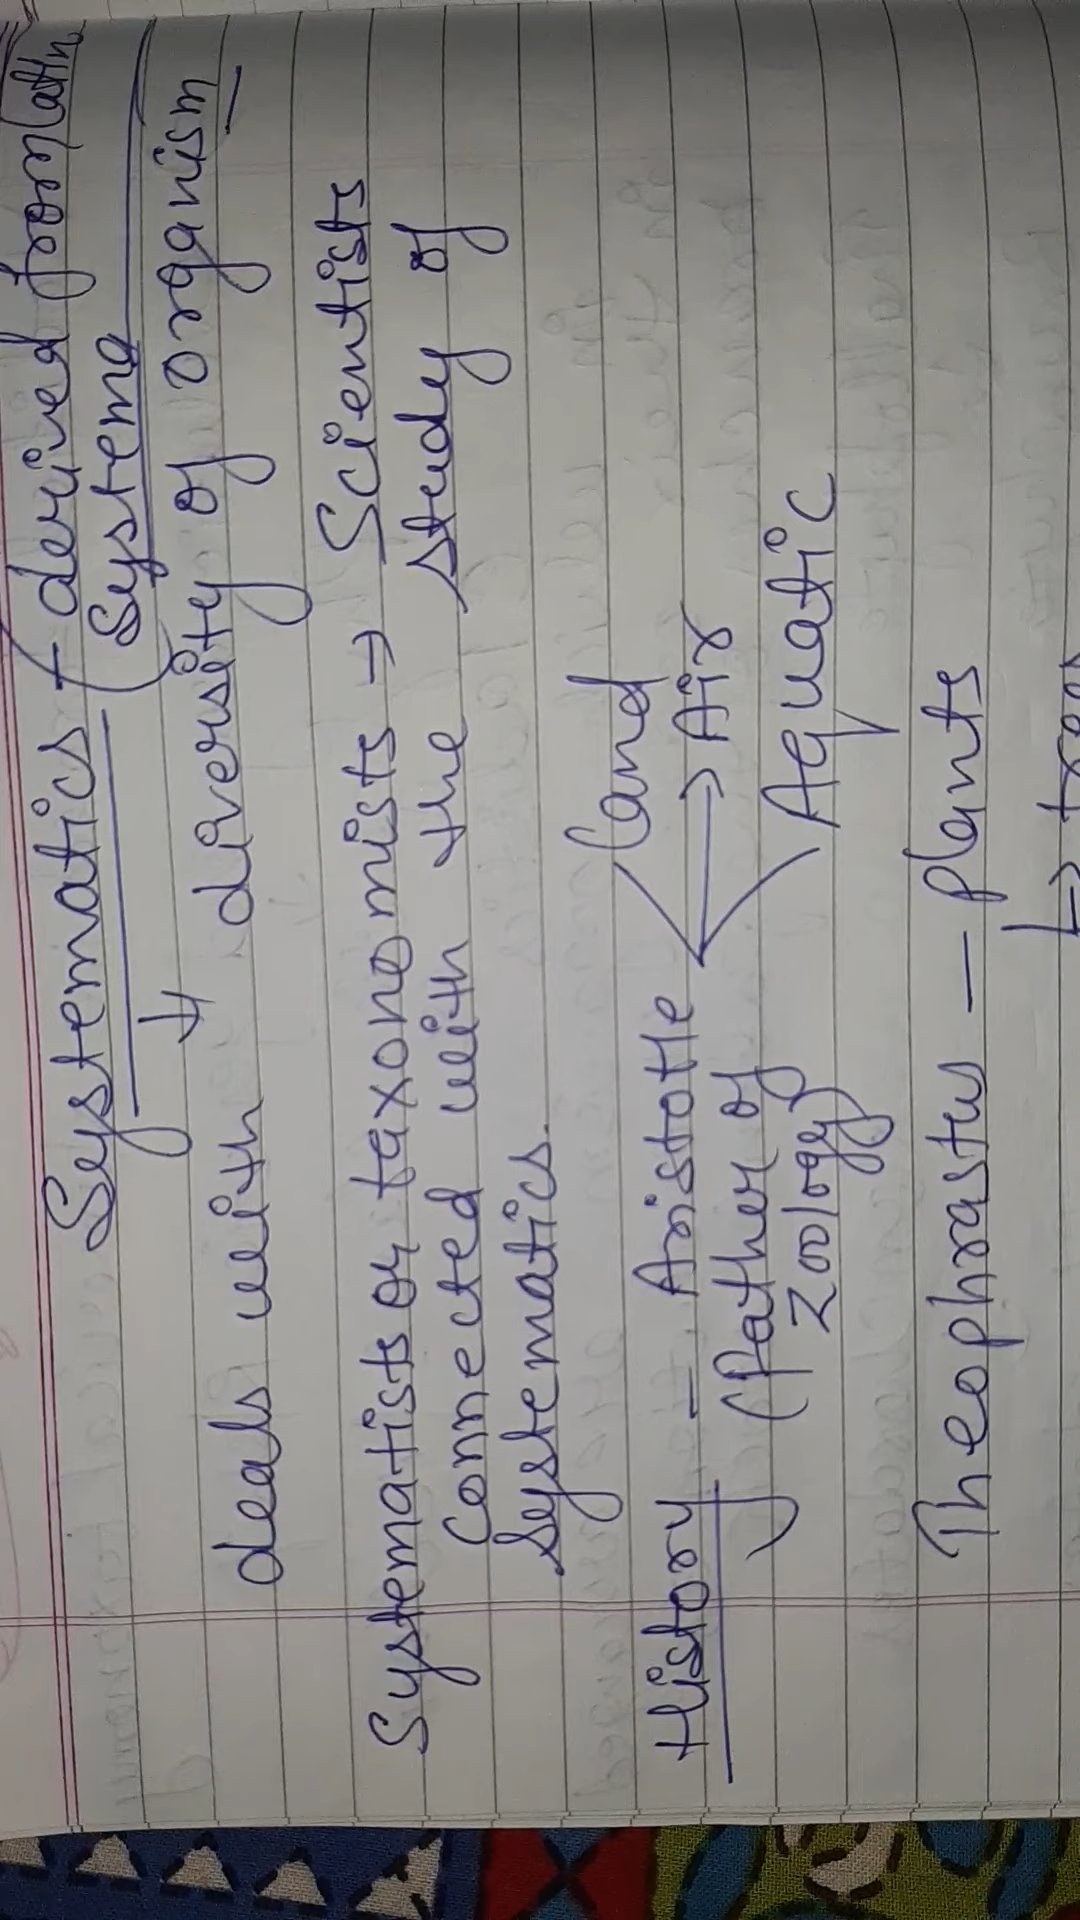 Systematics (derived from latin
Systema)
↓
deals with diversity of organism
Systematists or taxonomists → Scientists
connected with the study of
Systematics.
History - Aristotle → Land
→ Air
Aquatic
(father of
zoology)
Theophrastus — plants